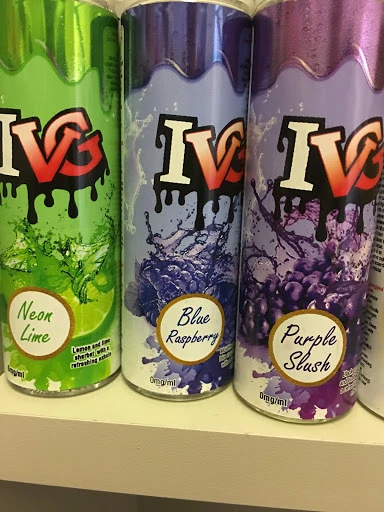 IVG
Neon
Lime
Lemon and lime
sherbet with a
refreshing
mg/ml
IVG
Blue
Raspberry
0mg/ml
IVG
Purple
Slush
0mg/ml